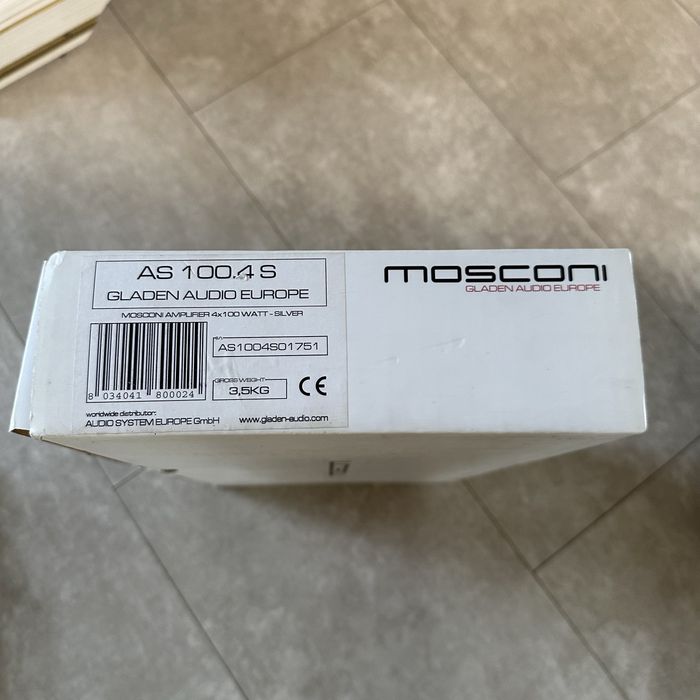 AS 100.4 S
GLADEN AUDIO EUROPE
MOSCONI AMPLIFIER 4x100 WATT - SILVER
AS1004S01751
8 034041 800024
GROSS WEIGHT
3,5KG
CE
worldwide distributor:
AUDIO SYSTEM EUROPE GmbH
www.gladen-audio.com
mosconi
GLADEN AUDIO EUROPE